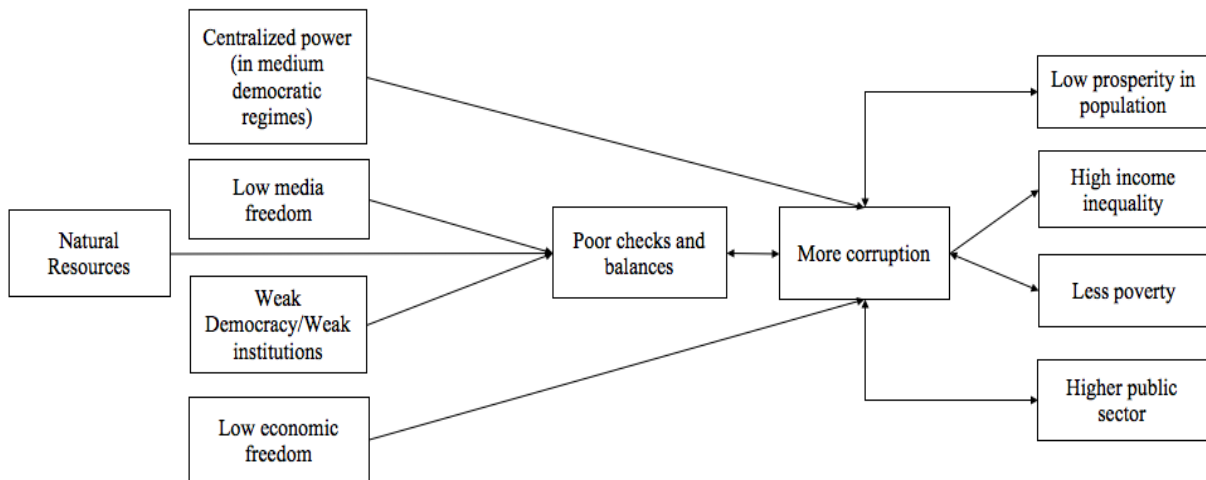 Centralized power
(in medium
democratic
regimes)
Low media
freedom
Natural
Resources
Weak
Democracy/Weak
institutions
Low economic
freedom
Poor checks and
balances
More corruption
Low prosperity in
population
High income
inequality
Less poverty
Higher public
sector